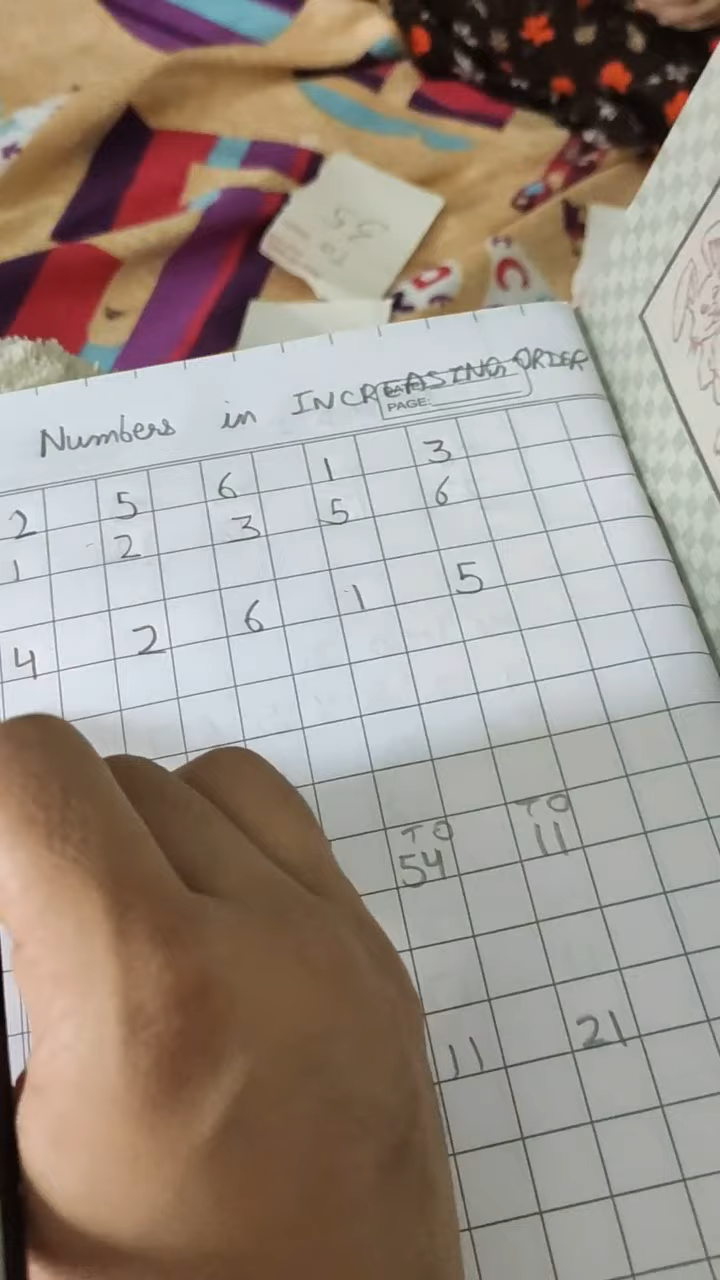 55
C
Numbers in INCREASING ORDER
PAGE:
2 5 6 1 3
1 2 3 5 6
4 2 6 1 5
T O T O
54 11
11 21